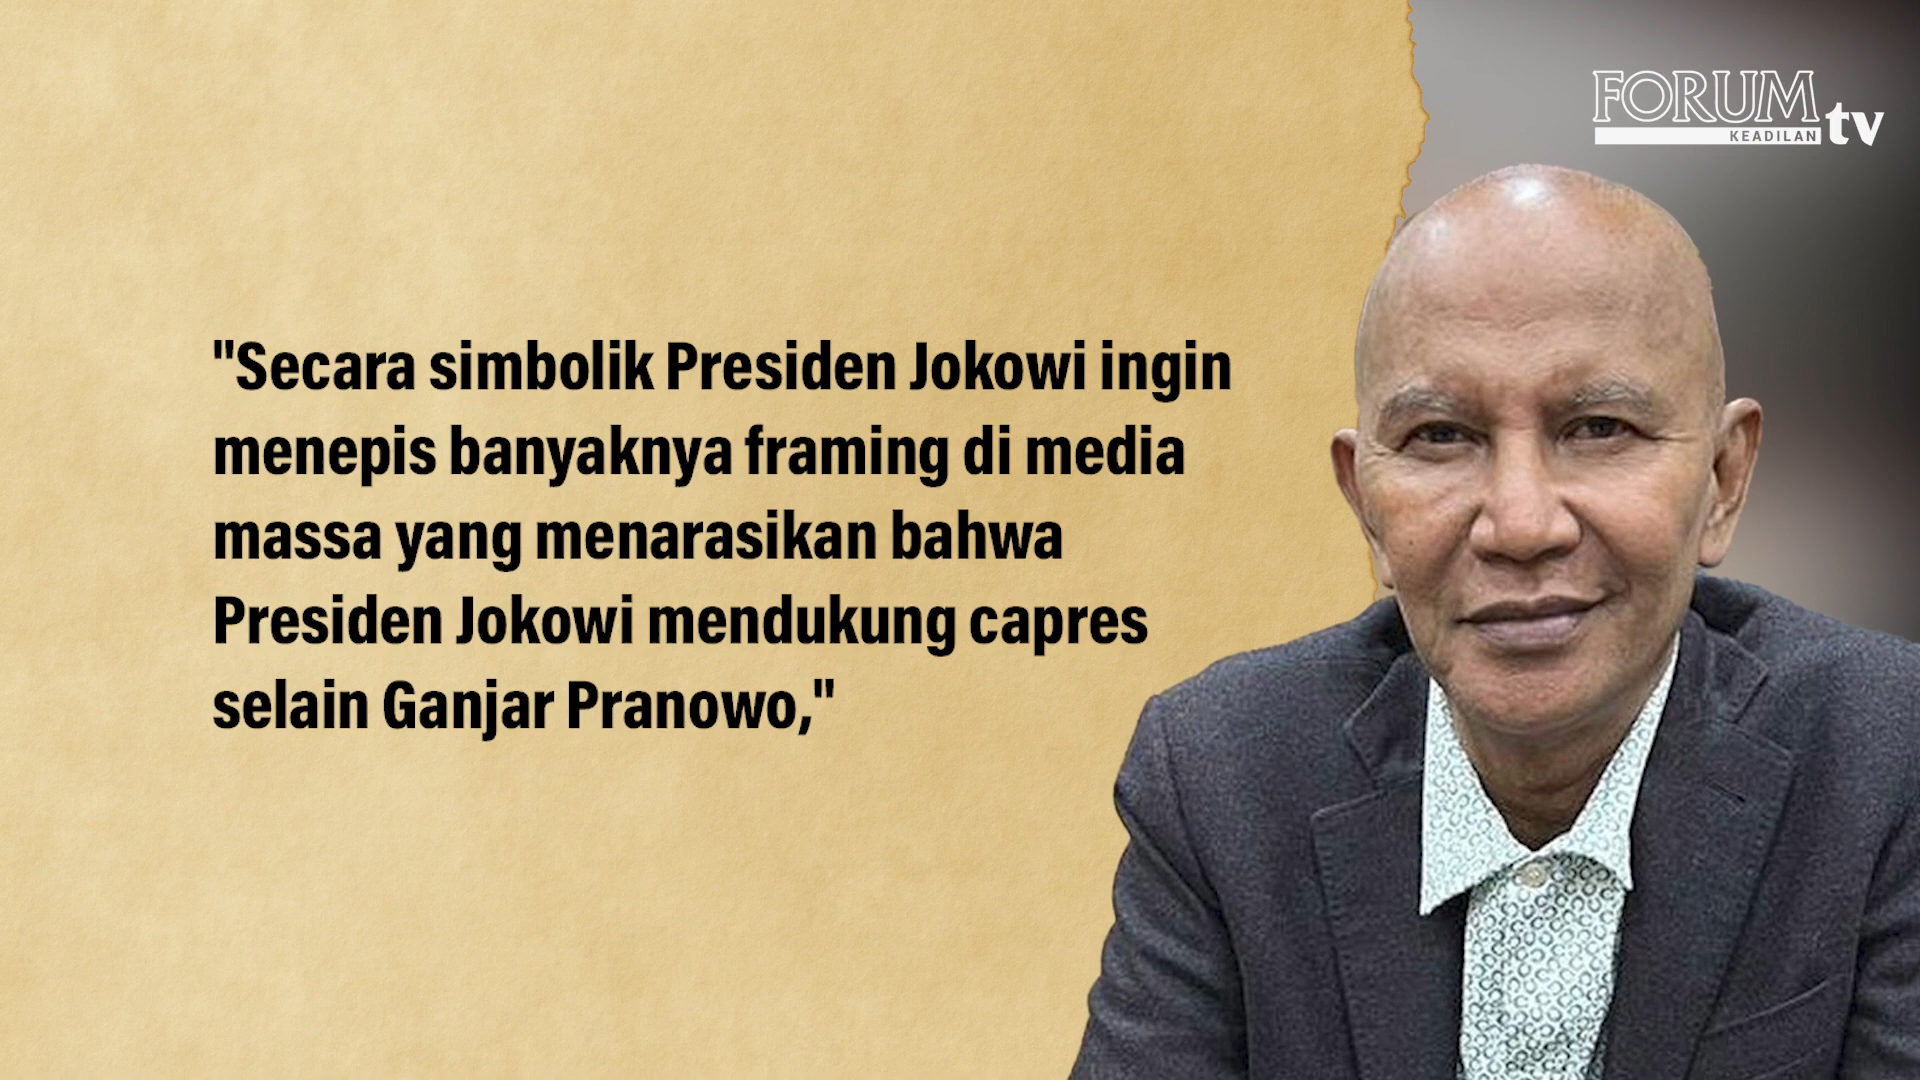 FORUM
KEADILAN
tv
"Secara simbolik Presiden Jokowi ingin
menepis banyaknya framing di media
massa yang menarasikan bahwa
Presiden Jokowi mendukung capres
selain Ganjar Pranowo,"